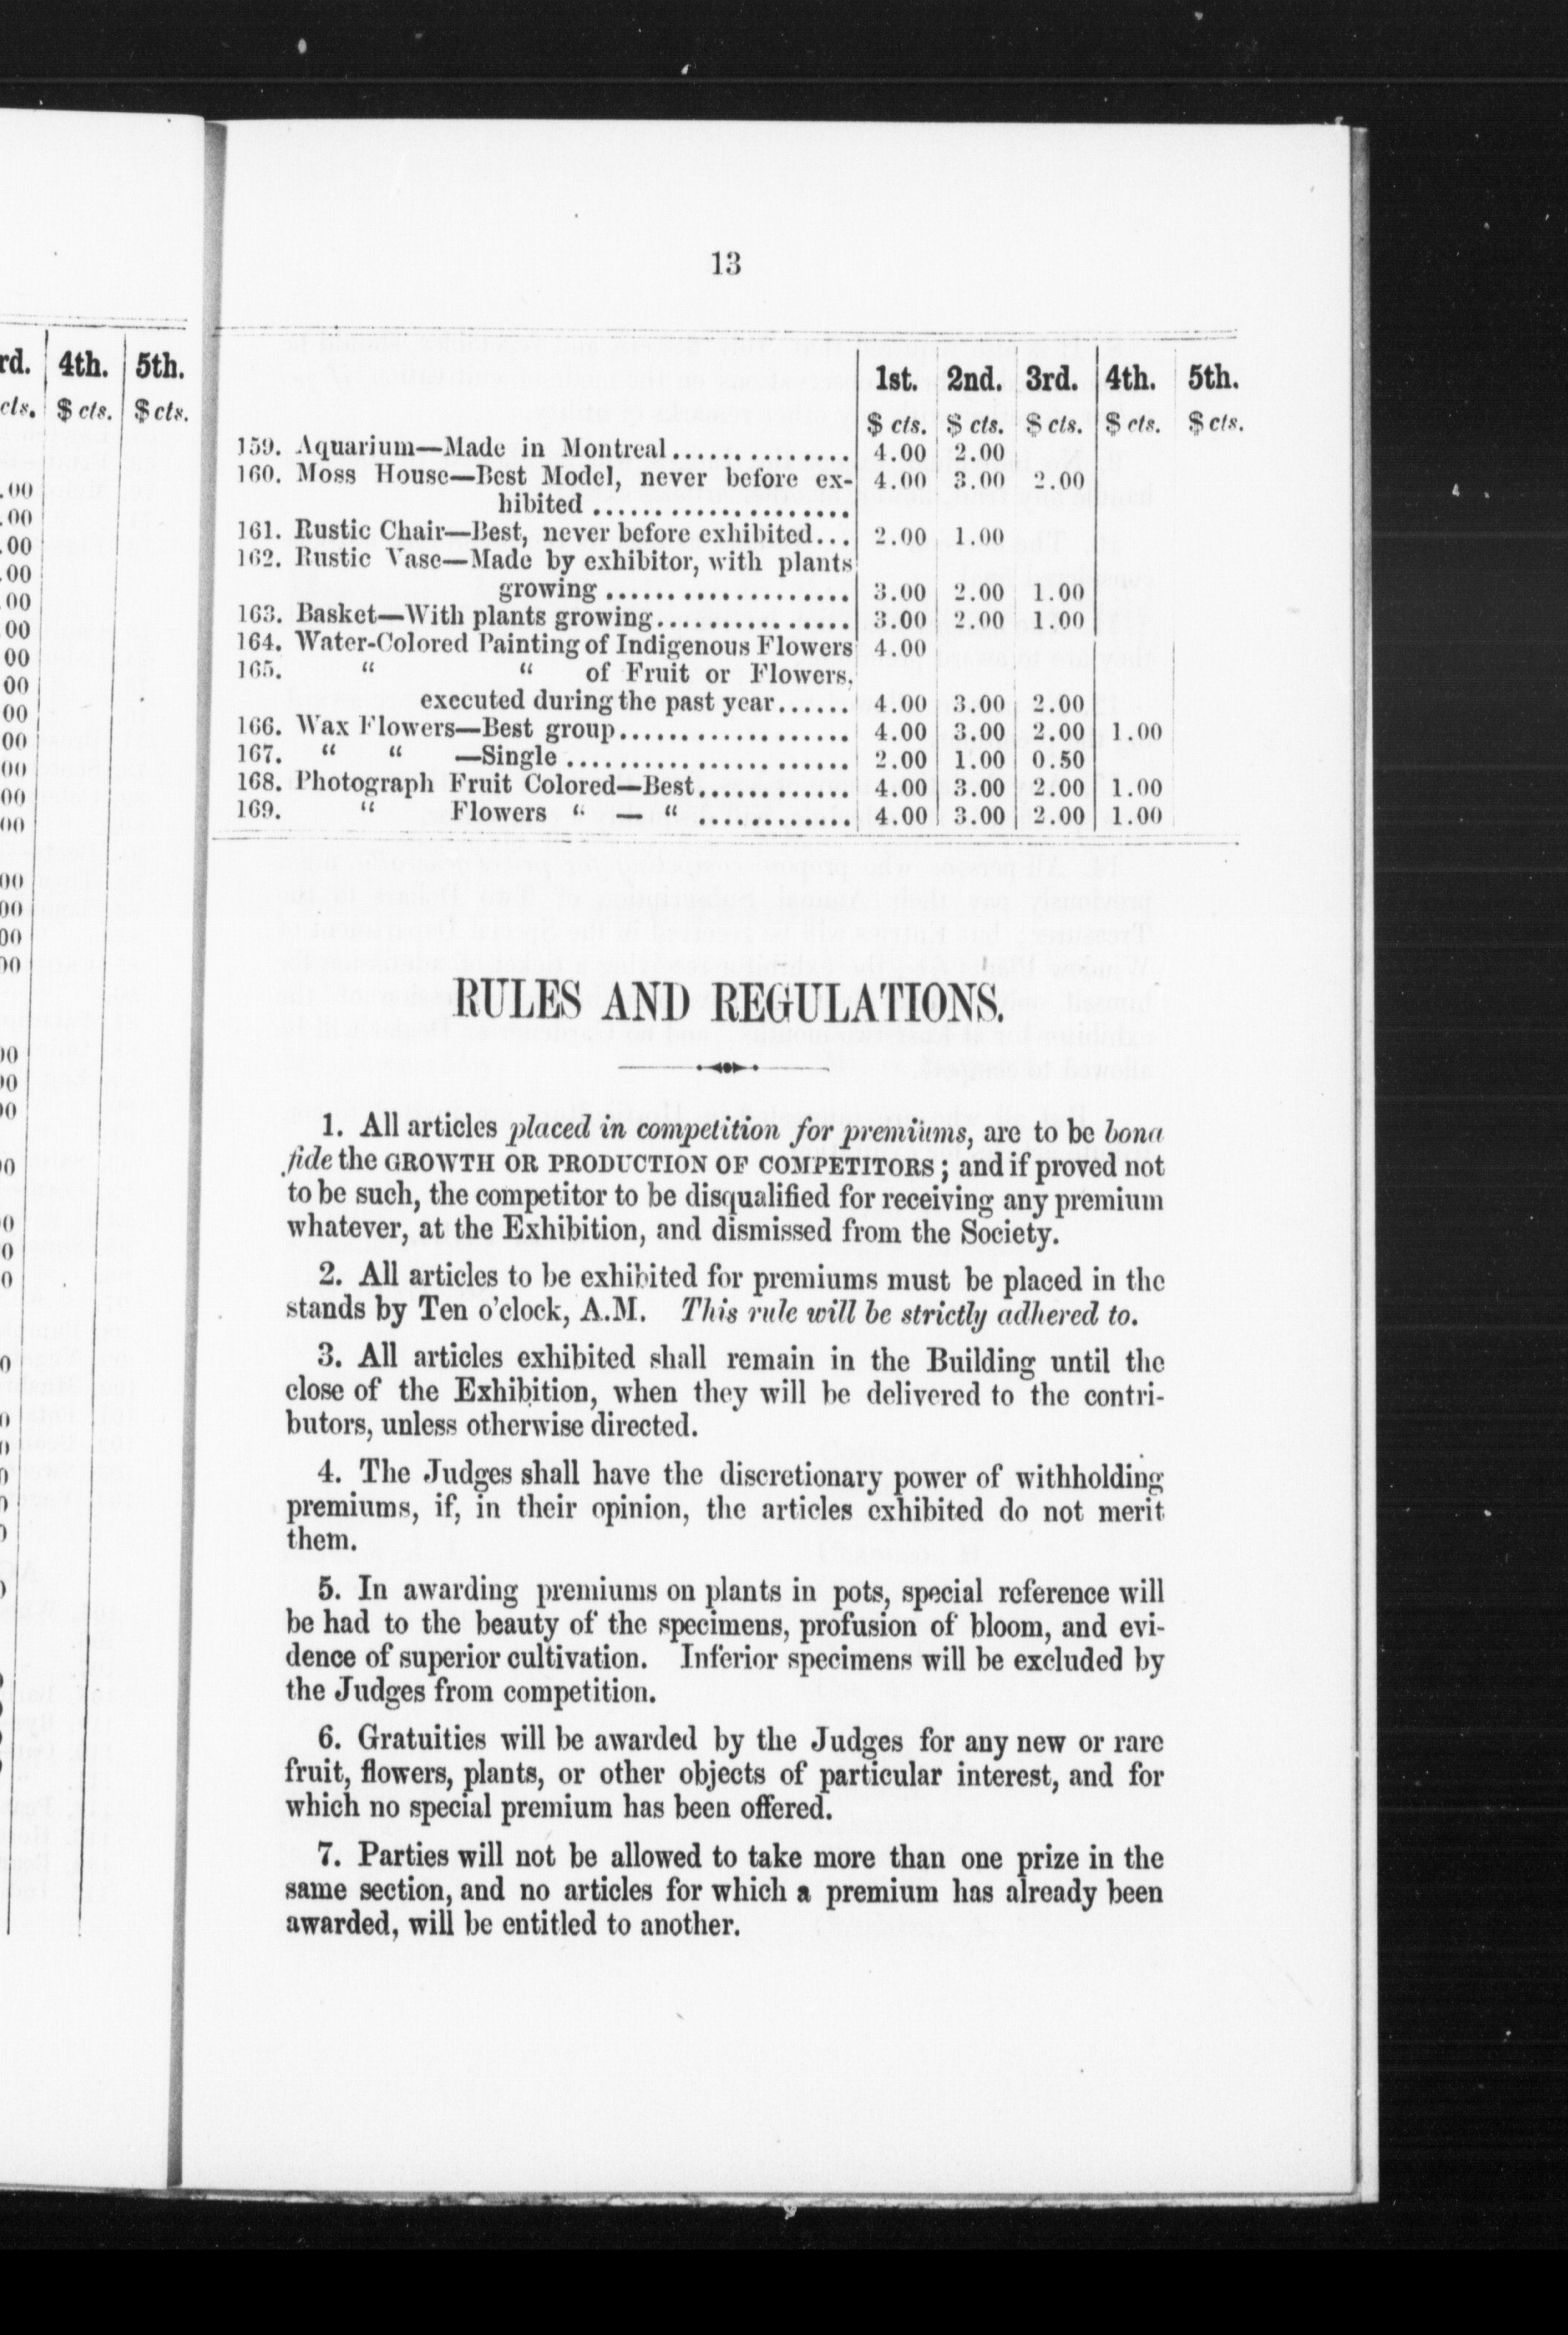 13
rd. 4th. 5th.
cts. $ cts. $ cts.
1st. 2nd. 3rd. 4th. 5th.
$ cts. $ cts. $ cts. $ cts. $ cts.
159. Aquarium—Made in Montreal.............. 4.00 2.00
160. Moss House—Best Model, never before ex- 4.00 3.00 2.00
hibited .....................
161. Rustic Chair—Best, never before exhibited... 2.00 1.00
162. Rustic Vase—Made by exhibitor, with plants
growing .................... 3.00 2.00 1.00
163. Basket—With plants growing............... 3.00 2.00 1.00
164. Water-Colored Painting of Indigenous Flowers 4.00
165. “ “ of Fruit or Flowers,
executed during the past year...... 4.00 3.00 2.00
166. Wax Flowers—Best group.................. 4.00 3.00 2.00 1.00
167. “ “ —Single ...................... 2.00 1.00 0.50
168. Photograph Fruit Colored—Best............ 4.00 3.00 2.00 1.00
169. “ Flowers “ — “ ............ 4.00 3.00 2.00 1.00
RULES AND REGULATIONS.
1. All articles placed in competition for premiums, are to be bona
fide the GROWTH OR PRODUCTION OF COMPETITORS; and if proved not
to be such, the competitor to be disqualified for receiving any premium
whatever, at the Exhibition, and dismissed from the Society.
2. All articles to be exhibited for premiums must be placed in the
stands by Ten o'clock, A.M. This rule will be strictly adhered to.
3. All articles exhibited shall remain in the Building until the
close of the Exhibition, when they will be delivered to the contri-
butors, unless otherwise directed.
4. The Judges shall have the discretionary power of withholding
premiums, if, in their opinion, the articles exhibited do not merit
them.
5. In awarding premiums on plants in pots, special reference will
be had to the beauty of the specimens, profusion of bloom, and evi-
dence of superior cultivation. Inferior specimens will be excluded by
the Judges from competition.
6. Gratuities will be awarded by the Judges for any new or rare
fruit, flowers, plants, or other objects of particular interest, and for
which no special premium has been offered.
7. Parties will not be allowed to take more than one prize in the
same section, and no articles for which a premium has already been
awarded, will be entitled to another.